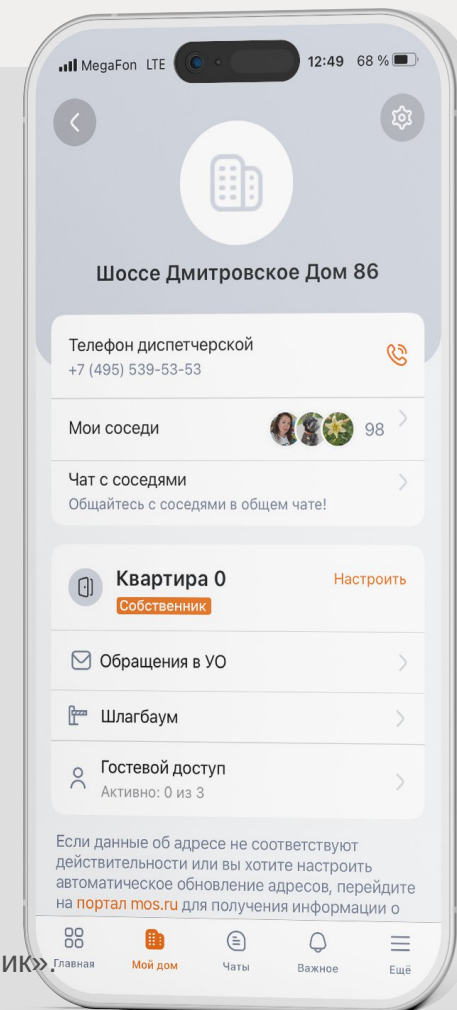 MegaFon LTE 12:49 68 %
Шоссе Дмитровское Дом 86
Телефон диспетчерской
+7 (495) 539-53-53
Мои соседи 98
Чат с соседями
Общайтесь с соседями в общем чате!
Квартира 0 Настроить
Собственник
Обращения в УО
Шлагбаум
Гостевой доступ
Активно: 0 из 3
Если данные об адресе не соответствуют
действительности или вы хотите настроить
автоматическое обновление адресов, перейдите
на портал mos.ru для получения информации о
ик».
Главная Мой дом Чаты Важное Ещё